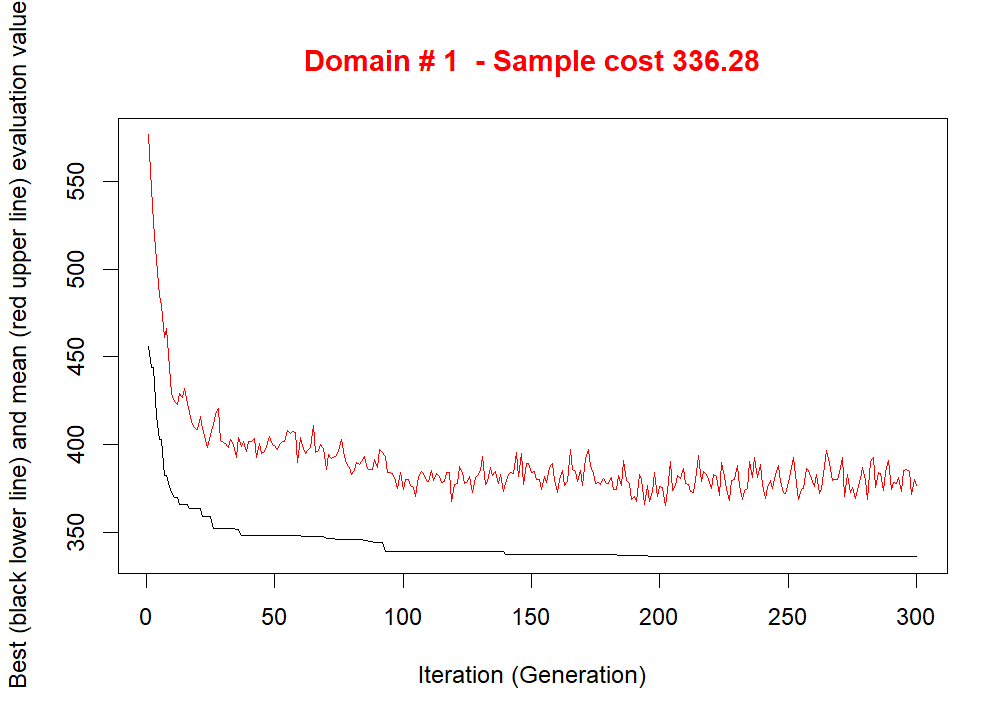 Domain # 1  - Sample cost 336.28
Best (black lower line) and mean (red upper line) evaluation value
550
500
450
400
350
0 50 100 150 200 250 300
Iteration (Generation)